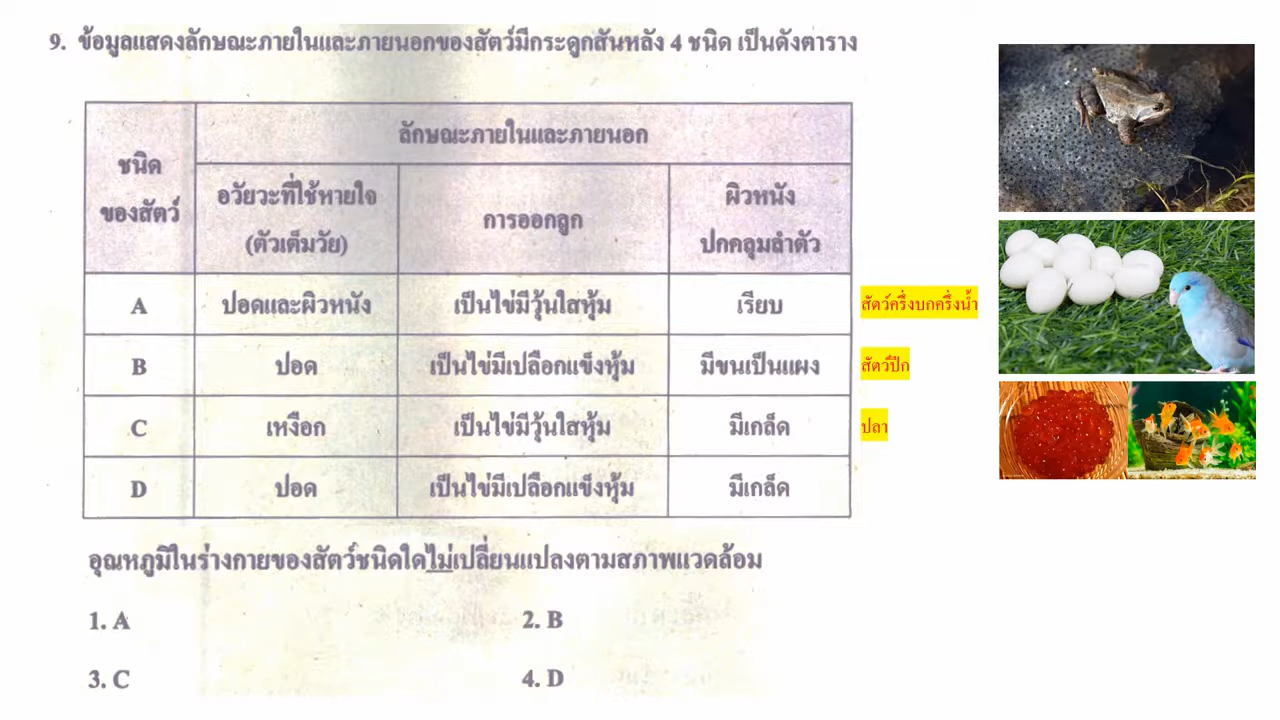 9. ข้อมูลแสดงลักษณะภายในและภายนอกของสัตว์มีกระดูกสันหลัง 4 ชนิด เป็นดังตาราง
ชนิด
ของสัตว์
ลักษณะภายในและภายนอก
อวัยวะที่ใช้หายใจ
(ตัวเต็มวัย)
การออกลูก
ผิวหนัง
ปกคลุมลำตัว
A ปอดและผิวหนัง เป็นไข่มีวุ้นใสหุ้ม เรียบ สัตว์ครึ่งบกครึ่งน้ำ
B ปอด เป็นไข่มีเปลือกแข็งหุ้ม มีขนเป็นแผง สัตว์ปีก
C เหงือก เป็นไข่มีวุ้นใสหุ้ม มีเกล็ด ปลา
D ปอด เป็นไข่มีเปลือกแข็งหุ้ม มีเกล็ด
อุณหภูมิในร่างกายของสัตว์ชนิดใดไม่เปลี่ยนแปลงตามสภาพแวดล้อม
1. A 2. B
3. C 4. D